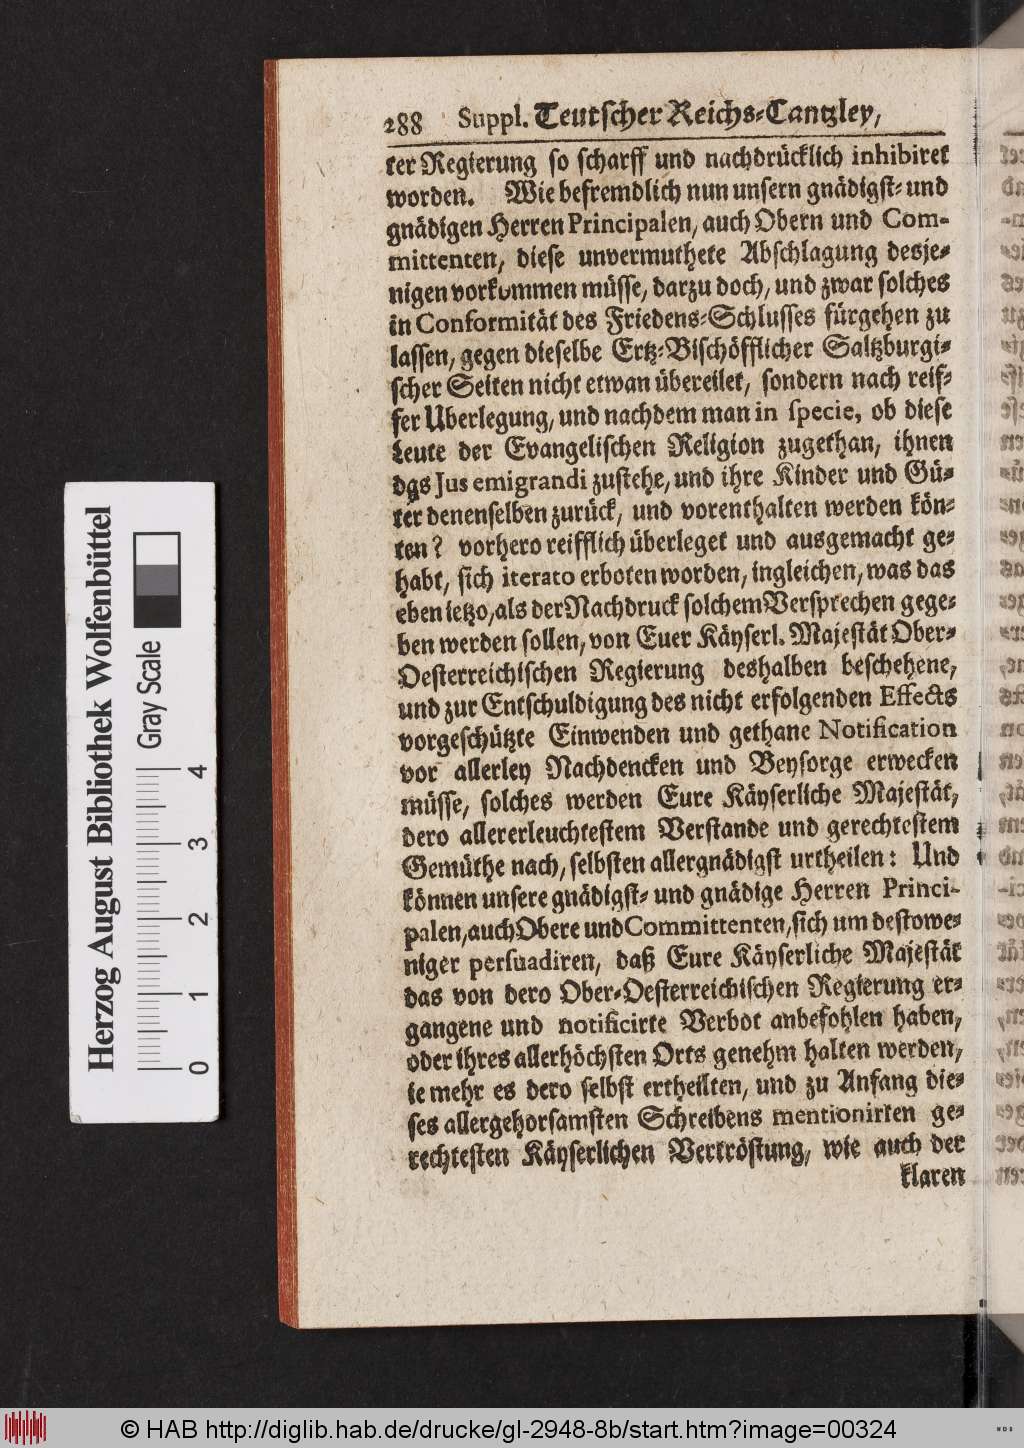 288 Suppl. Teutscher Reichs-Cantzley,
ter Regierung so scharff und nachdrücklich inhibiret
worden. Wie befremdlich nun unsern gnädigst- und
gnädigen Herren Principalen, auch Obern und Com-
mittenten, diese unvermuthete Abschlagung desje-
nigen vorkommen müsse, darzu doch, und zwar solches
in Conformität des Friedens-Schlusses fürgehen zu
lassen, gegen dieselbe Ertz-Bischöfflicher Saltzburgi-
scher Seiten nicht etwan übereilet, sondern nach reif-
fer Uberlegung, und nachdem man in specie, ob diese
Leute der Evangelischen Religion zugethan, ihnen
das Jus emigrandi zustehe, und ihre Kinder und Gü-
ter denenselben zurück, und vorenthalten werden kön-
ten? vorhero reifflich überleget und ausgemacht ge-
habt, sich iterato erboten worden, ingleichen, was das
eben ietzo, als der Nachdruck solchem Versprechen gege-
ben werden sollen, von Euer Käyserl. Majestät Ober-
Oesterreichischen Regierung deshalben beschehene,
und zur Entschuldigung des nicht erfolgenden Effects
vorgeschützte Einwenden und gethane Notification
vor allerley Nachdencken und Beysorge erwecken
müsse, solches werden Eure Käyserliche Majestät,
dero allererleuchtestem Verstande und gerechtestem
Gemüthe nach, selbsten allergnädigst urtheilen: Und
können unsere gnädigst- und gnädige Herren Princi-
palen, auch Obere und Committenten, sich um destowe-
niger persuadiren, daß Eure Käyserliche Majestät
das von dero Ober-Oesterreichischen Regierung er-
gangene und notificirte Verbot anbefohlen haben,
oder ihres allerhöchsten Orts genehm halten werden,
ie mehr es dero selbst ertheilten, und zu Anfang die-
ses allergehorsamsten Schreibens mentionirten ge-
rechtesten Käyserlichen Vertröstung, wie auch der
klaren
Herzog August Bibliothek Wolfenbüttel
Gray Scale
0 1 2 3 4
© HAB http://diglib.hab.de/drucke/gl-2948-8b/start.htm?image=00324